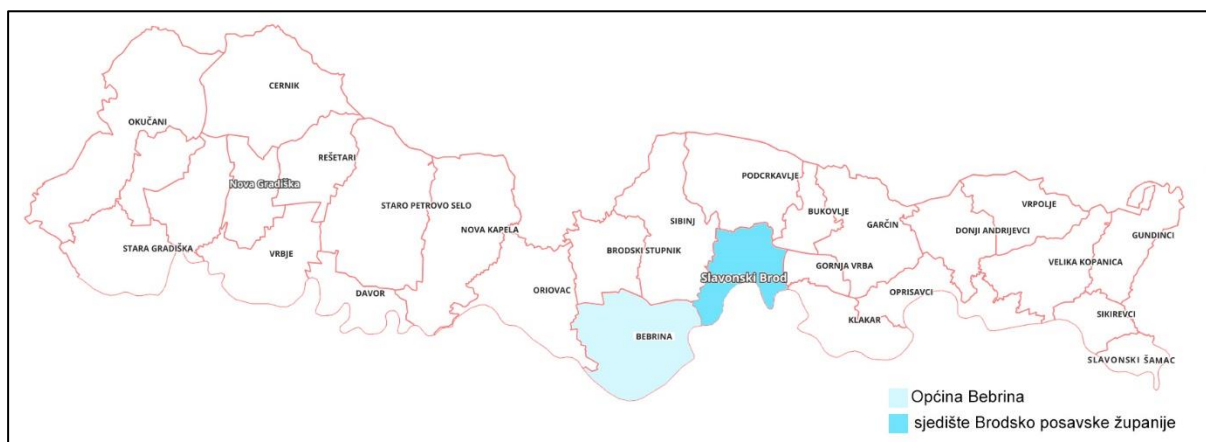 CERNIK
OKUČANI
REŠETARI
Nova Gradiška
STARO PETROVO SELO
STARA GRADIŠKA
VRBJE
DAVOR
NOVA KAPELA
ORIOVAC
BRODSKI STUPNIK
SIBINJ
PODCRKAVLJE
BUKOVLJE
GARČIN
Slavonski Brod
GORNJA VRBA
BEBRINA
KLAKAR
OPRISAVCI
DONJI ANDRIJEVCI
VRPOLJE
VELIKA KOPANICA
GUNDINCI
SIKIREVCI
SLAVONSKI ŠAMAC
Općina Bebrina
sjedište Brodsko posavske županije